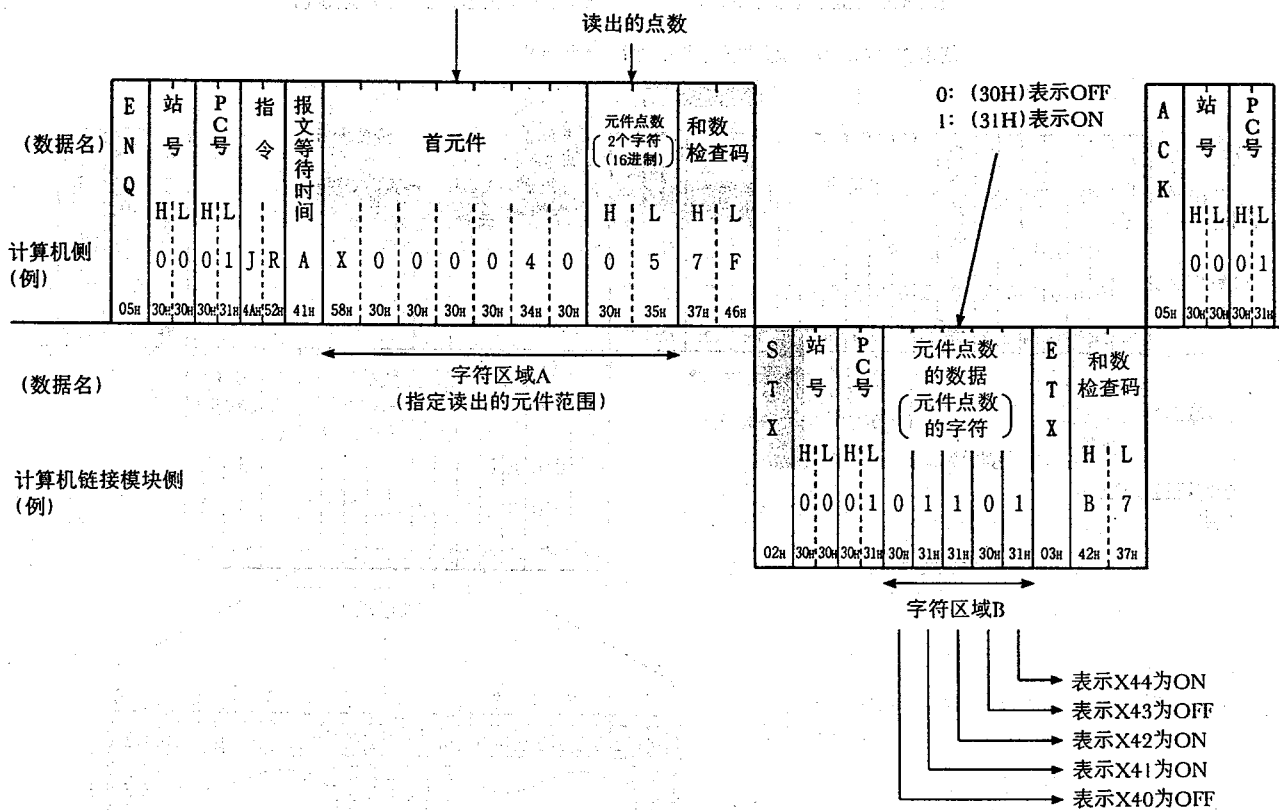 读出的点数
0: (30H)表示OFF
1: (31H)表示ON
(数据名)
E N Q
站号
PC号
指令
报文等待时间
首元件
元件点数
2个字符
(16进制)
和数
检查码
A C K
站号
PC号
H L H L H L H L H L H L
计算机侧
(例)
0 0 0 1 J R A X 0 0 0 0 4 0 0 5 7 F 0 0 0 1
05H 30H 30H 30H 31H 4AH 52H 41H 58H 30H 30H 30H 30H 34H 30H 30H 35H 37H 46H 05H 30H 30H 30H 31H
字符区域A
(指定读出的元件范围)
(数据名)
S T X
站号
PC号
元件点数
的数据
元件点数
的字符
E T X
和数
检查码
H L H L H L
计算机链接模块侧
(例)
0 0 0 1 0 1 1 0 1 B 7
02H 30H 30H 30H 31H 30H 31H 31H 30H 31H 03H 42H 37H
字符区域B
表示X44为ON
表示X43为OFF
表示X42为ON
表示X41为ON
表示X40为OFF